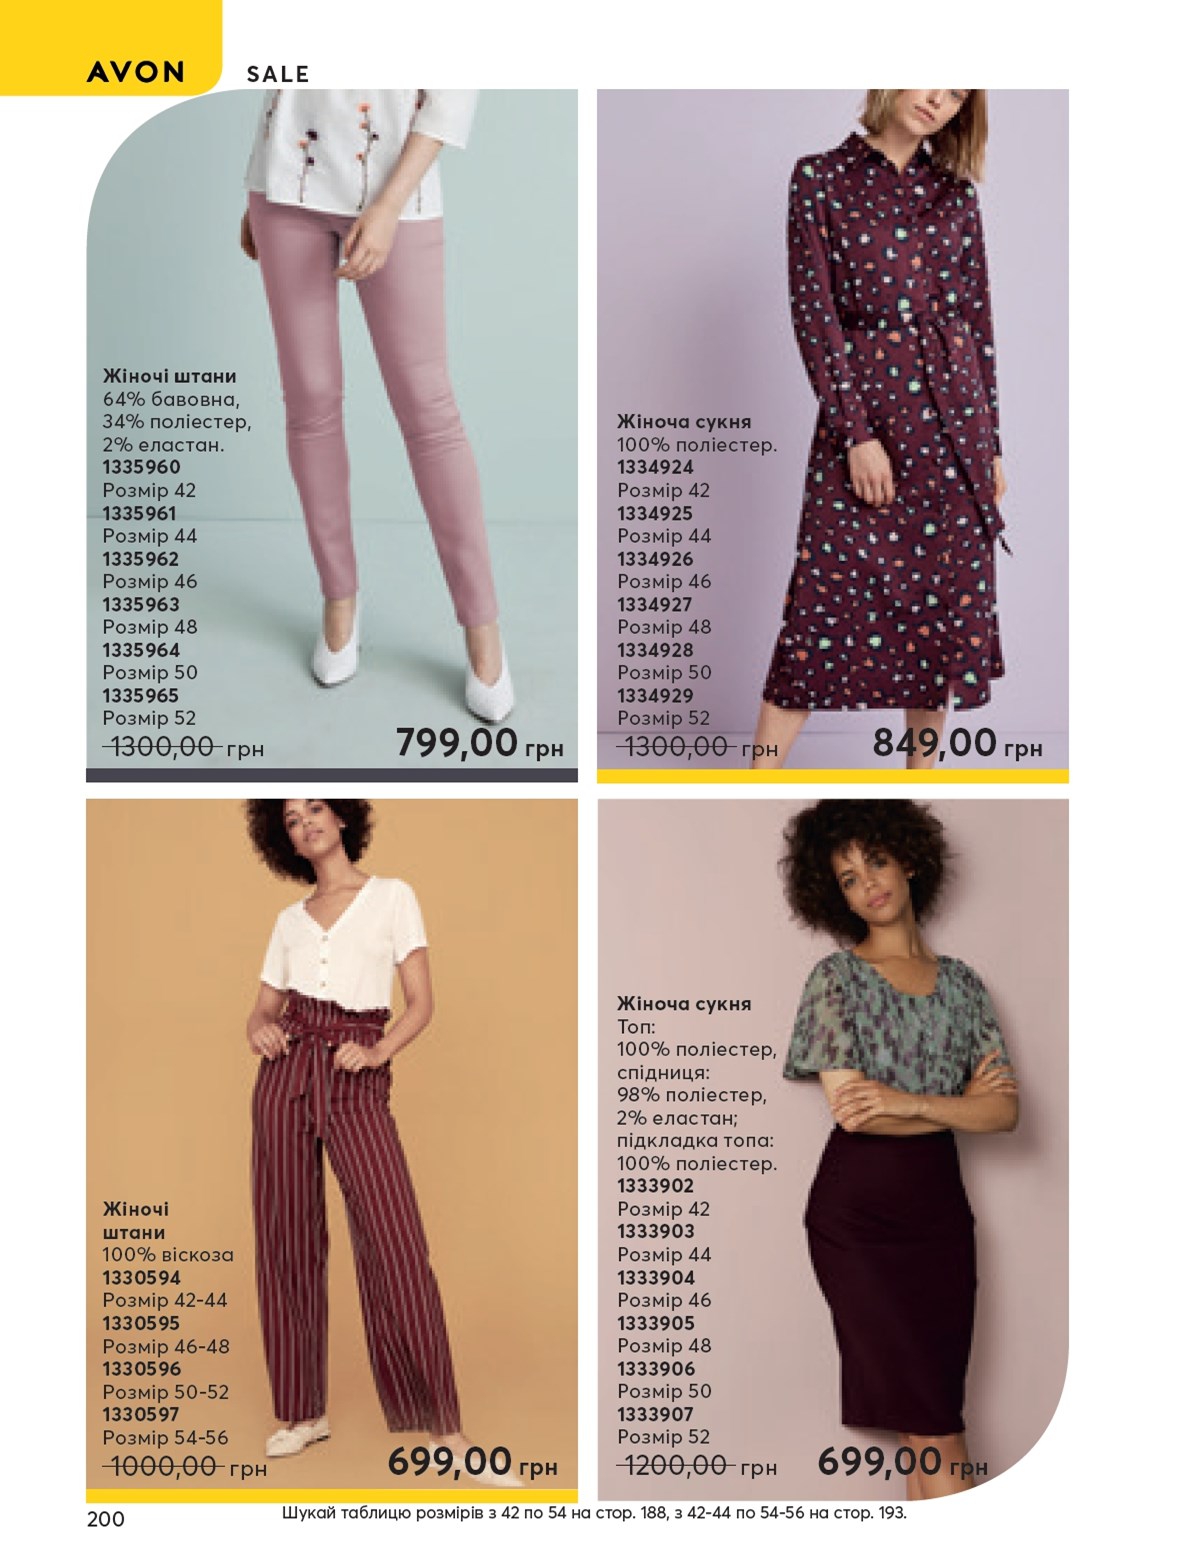 AVON
SALE
Жіночі штани
64% бавовна,
34% поліестер,
2% еластан.
1335960
Розмір 42
1335961
Розмір 44
1335962
Розмір 46
1335963
Розмір 48
1335964
Розмір 50
1335965
Розмір 52
1300,00 грн
799,00 грн
Жіноча сукня
100% поліестер.
1334924
Розмір 42
1334925
Розмір 44
1334926
Розмір 46
1334927
Розмір 48
1334928
Розмір 50
1334929
Розмір 52
1300,00 грн
849,00 грн
Жіночі
штани
100% віскоза
1330594
Розмір 42-44
1330595
Розмір 46-48
1330596
Розмір 50-52
1330597
Розмір 54-56
1000,00 грн
699,00 грн
Жіноча сукня
Топ:
100% поліестер,
спідниця:
98% поліестер,
2% еластан;
підкладка топа:
100% поліестер.
1333902
Розмір 42
1333903
Розмір 44
1333904
Розмір 46
1333905
Розмір 48
1333906
Розмір 50
1333907
Розмір 52
1200,00 грн
699,00 грн
200
Шукай таблицю розмірів з 42 по 54 на стор. 188, з 42-44 по 54-56 на стор. 193.